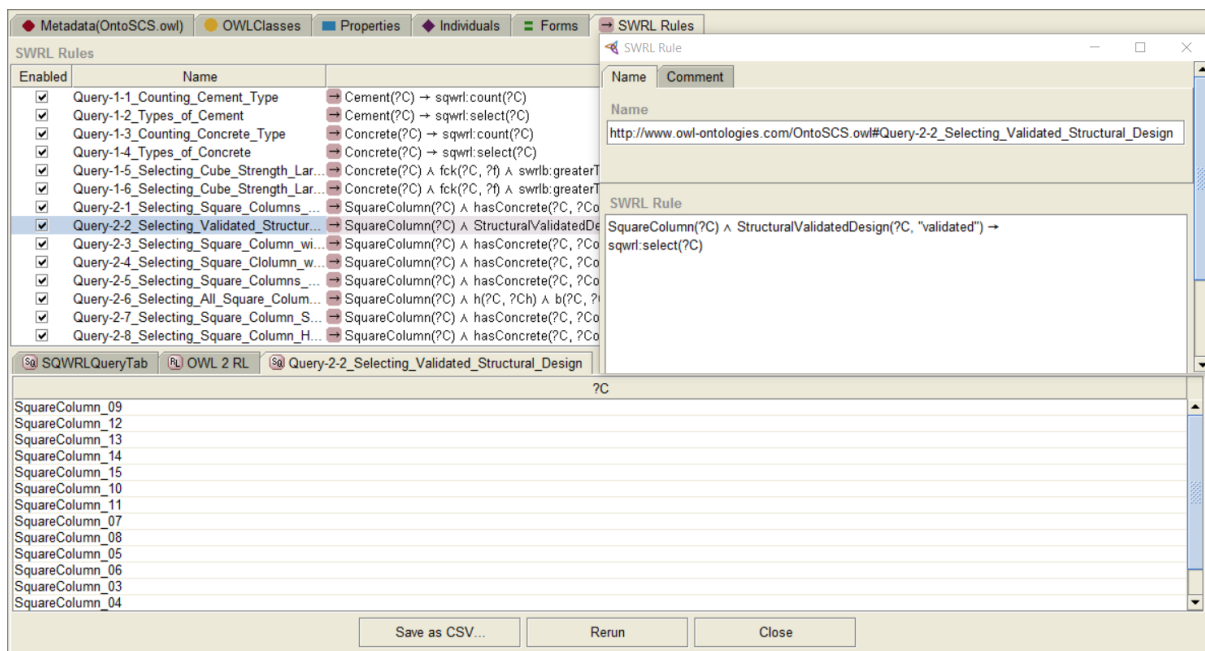 Metadata(OntoSCS.owl) OWLClasses Properties Individuals Forms SWRL Rules
SWRL Rules
Enabled Name
Query-1-1_Counting_Cement_Type Cement(?C) → sqwrl:count(?C)
Query-1-2_Types_of_Cement Cement(?C) → sqwrl:select(?C)
Query-1-3_Counting_Concrete_Type Concrete(?C) → sqwrl:count(?C)
Query-1-4_Types_of_Concrete Concrete(?C) → sqwrl:select(?C)
Query-1-5_Selecting_Cube_Strength_Lar... Concrete(?C) ∧ fck(?C, ?f) ∧ swrlb:greaterT
Query-1-6_Selecting_Cube_Strength_Lar... Concrete(?C) ∧ fck(?C, ?f) ∧ swrlb:greaterT
Query-2-1_Selecting_Square_Columns_... SquareColumn(?C) ∧ hasConcrete(?C, ?Co
Query-2-2_Selecting_Validated_Structur... SquareColumn(?C) ∧ StructuralValidatedDe
Query-2-3_Selecting_Square_Column_wi... SquareColumn(?C) ∧ hasConcrete(?C, ?Co
Query-2-4_Selecting_Square_Cloumn_w... SquareColumn(?C) ∧ hasConcrete(?C, ?Co
Query-2-5_Selecting_Square_Columns_... SquareColumn(?C) ∧ hasConcrete(?C, ?Co
Query-2-6_Selecting_All_Square_Colum... SquareColumn(?C) ∧ h(?C, ?Ch) ∧ b(?C, ?
Query-2-7_Selecting_Square_Column_S... SquareColumn(?C) ∧ hasConcrete(?C, ?Co
Query-2-8_Selecting_Square_Column_H... SquareColumn(?C) ∧ hasConcrete(?C, ?Co
SWRL Rule
Name Comment
Name
http://www.owl-ontologies.com/OntoSCS.owl#Query-2-2_Selecting_Validated_Structural_Design
SWRL Rule
SquareColumn(?C) ∧ StructuralValidatedDesign(?C, "validated") →
sqwrl:select(?C)
SQWRLQueryTab OWL 2 RL Query-2-2_Selecting_Validated_Structural_Design
?C
SquareColumn_09
SquareColumn_12
SquareColumn_13
SquareColumn_14
SquareColumn_15
SquareColumn_10
SquareColumn_11
SquareColumn_07
SquareColumn_08
SquareColumn_05
SquareColumn_06
SquareColumn_03
SquareColumn_04
Save as CSV... Rerun Close